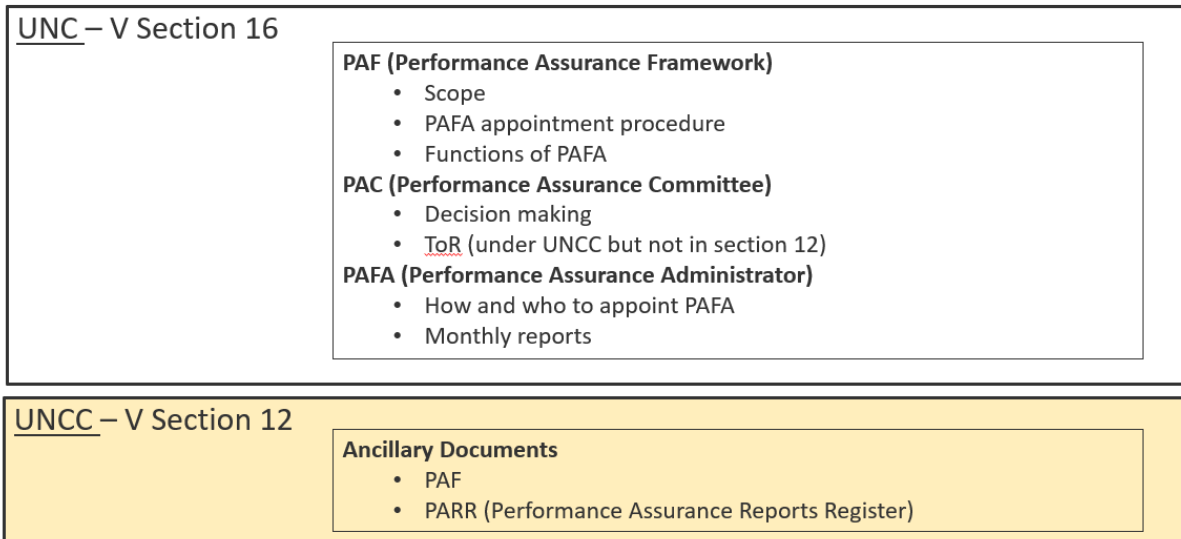 UNC – V Section 16
PAF (Performance Assurance Framework)
• Scope
• PAFA appointment procedure
• Functions of PAFA
PAC (Performance Assurance Committee)
• Decision making
• ToR (under UNCC but not in section 12)
PAFA (Performance Assurance Administrator)
• How and who to appoint PAFA
• Monthly reports
UNCC – V Section 12
Ancillary Documents
• PAF
• PARR (Performance Assurance Reports Register)